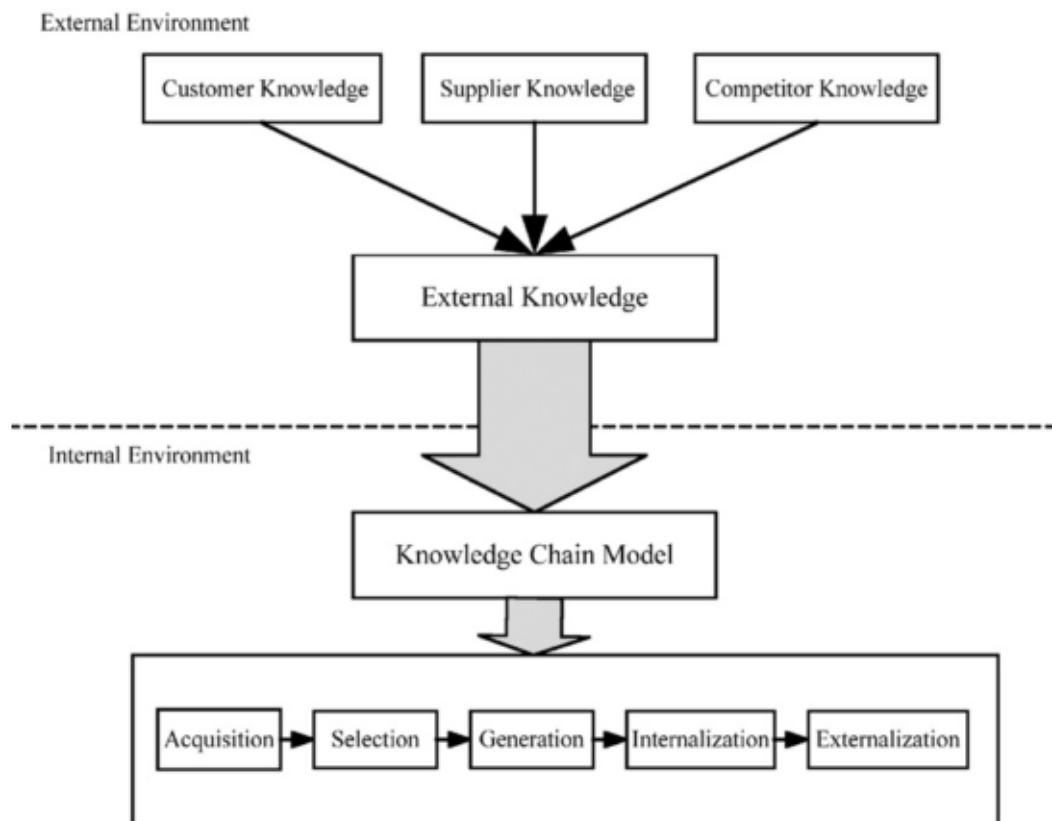 External Environment
Customer Knowledge
Supplier Knowledge
Competitor Knowledge
External Knowledge
Internal Environment
Knowledge Chain Model
Acquisition
Selection
Generation
Internalization
Externalization